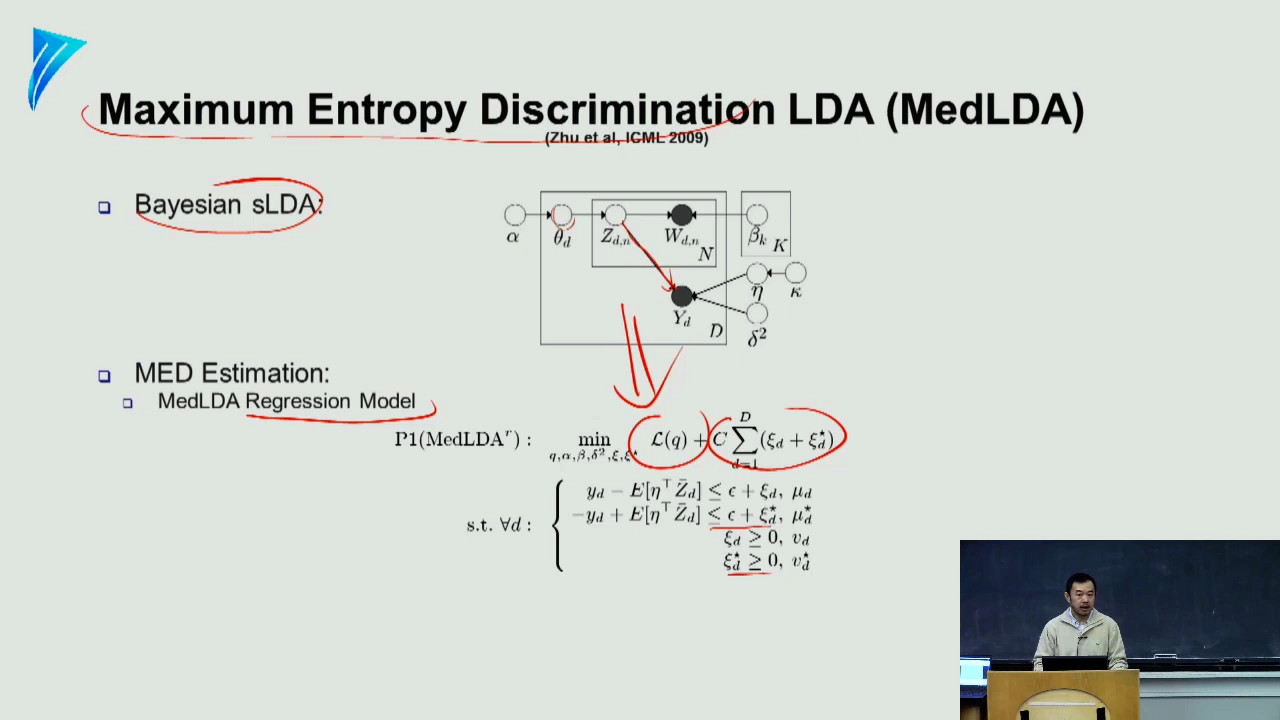 Maximum Entropy Discrimination LDA (MedLDA)
(Zhu et al, ICML 2009)
Bayesian sLDA:
α θ_d Z_{d,n} W_{d,n} N β_k K
η κ
Y_d D δ²
MED Estimation:
MedLDA Regression Model
P1(MedLDA^r) : min_{q,α,β,δ²,ξ,ξ*} L(q) + C ∑_{d=1}^{D} (ξ_d + ξ_d^*)
s.t. ∀d : { y_d − E[η^⊤ Z̄_d] ≤ ϵ + ξ_d, μ_d
−y_d + E[η^⊤ Z̄_d] ≤ ϵ + ξ_d^*, μ_d^*
ξ_d ≥ 0, v_d
ξ_d^* ≥ 0, v_d^*